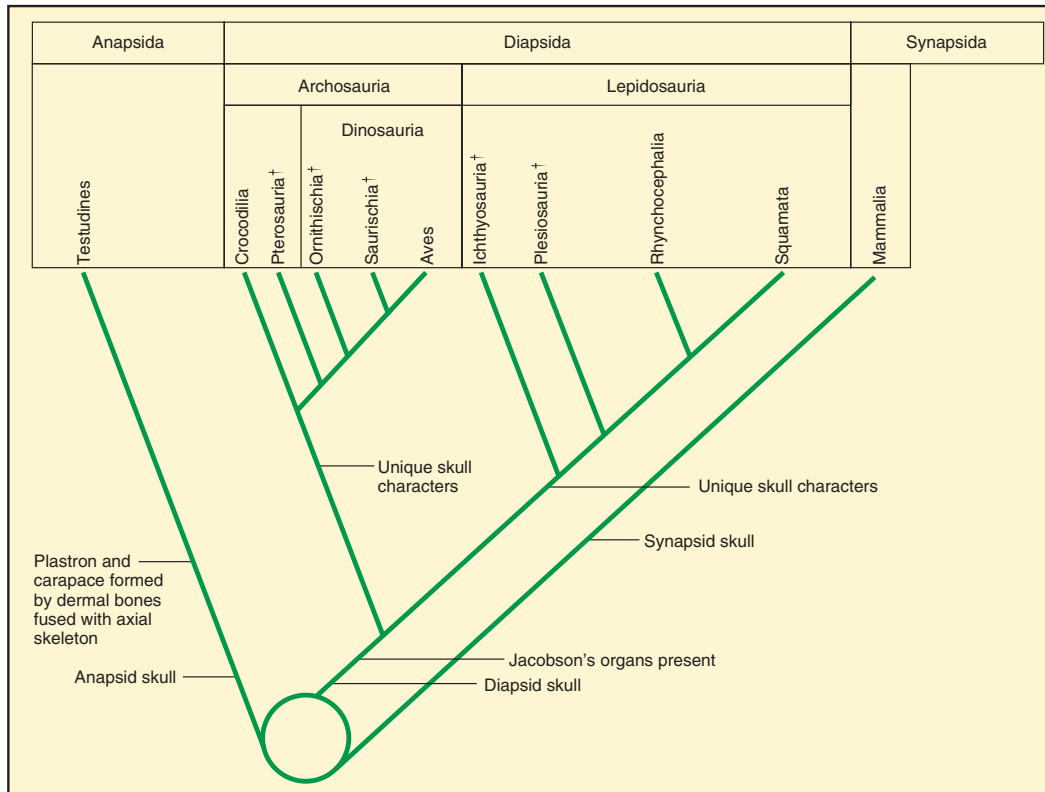 Anapsida
Diapsida
Synapsida
Archosauria
Lepidosauria
Dinosauria
Testudines
Crocodilia
Pterosauria†
Ornithischia†
Saurischia†
Aves
Ichthyosauria†
Plesiosauria†
Rhynchocephalia
Squamata
Mammalia
Unique skull
characters
Unique skull characters
Synapsid skull
Plastron and
carapace formed
by dermal bones
fused with axial
skeleton
Jacobson's organs present
Anapsid skull
Diapsid skull